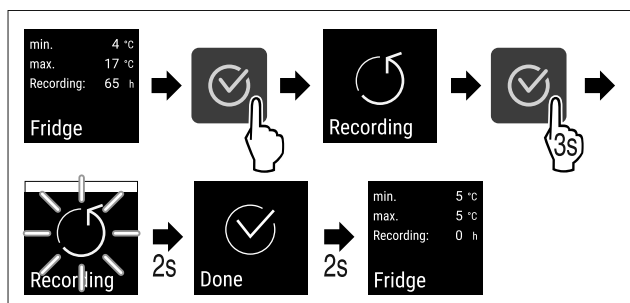 min. 4 °C
max. 17 °C
Recording: 65 h
Fridge
Recording
3s
Recording
2s
Done
2s
min. 5 °C
max. 5 °C
Recording: 0 h
Fridge